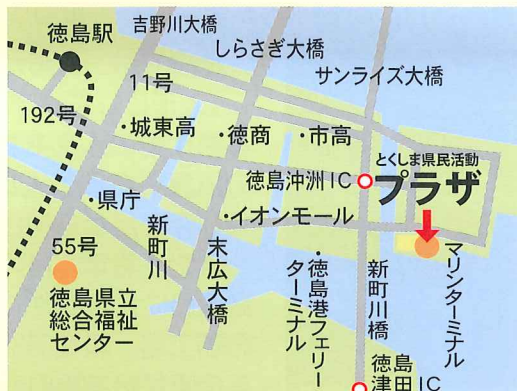 吉野川大橋
徳島駅
しらさぎ大橋
サンライズ大橋
11号
192号
・城東高
・徳商
・市高
とくしま県民活動
プラザ
徳島沖洲IC
・県庁
・イオンモール
新町川
末広大橋
・徳島港フェリー
ターミナル
新町川橋
マリンターミナル
55号
徳島県立
総合福祉
センター
徳島
津田IC